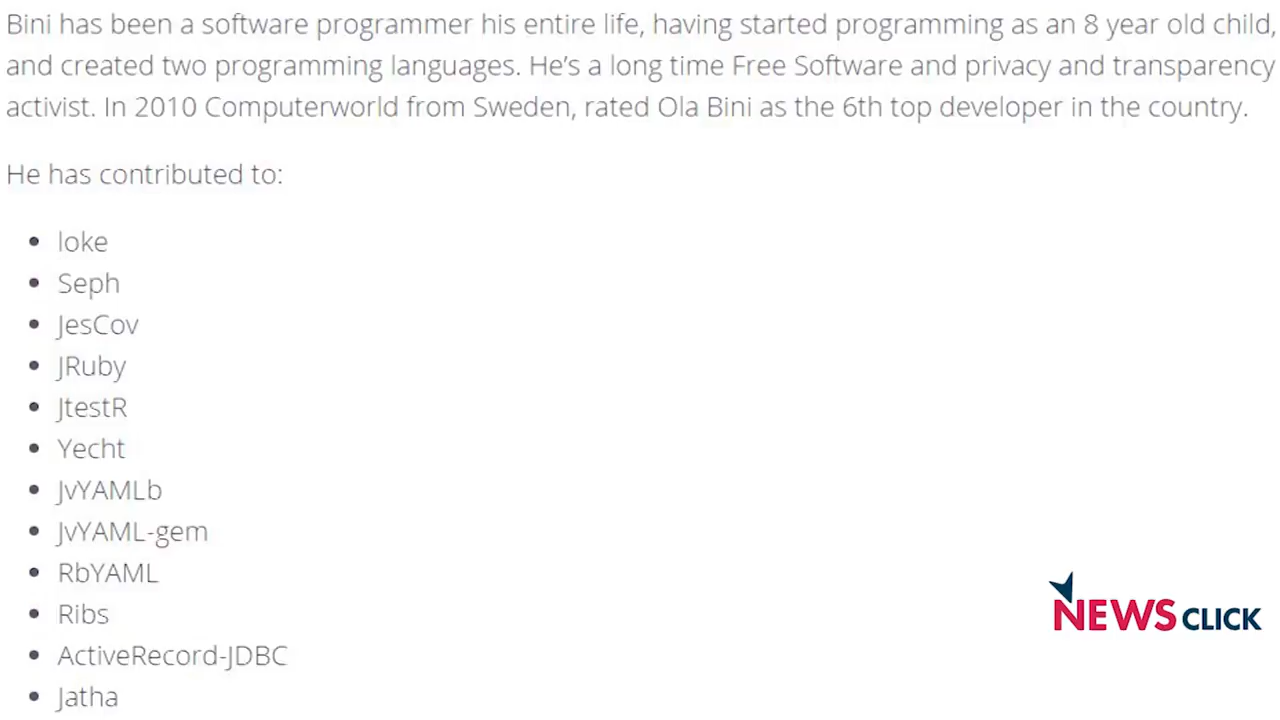 Bini has been a software programmer his entire life, having started programming as an 8 year old child,
and created two programming languages. He's a long time Free Software and privacy and transparency
activist. In 2010 Computerworld from Sweden, rated Ola Bini as the 6th top developer in the country.
He has contributed to:
• Ioke
• Seph
• JesCov
• JRuby
• JtestR
• Yecht
• JvYAMLb
• JvYAML-gem
• RbYAML
• Ribs
• ActiveRecord-JDBC
• Jatha
NEWSCLICK